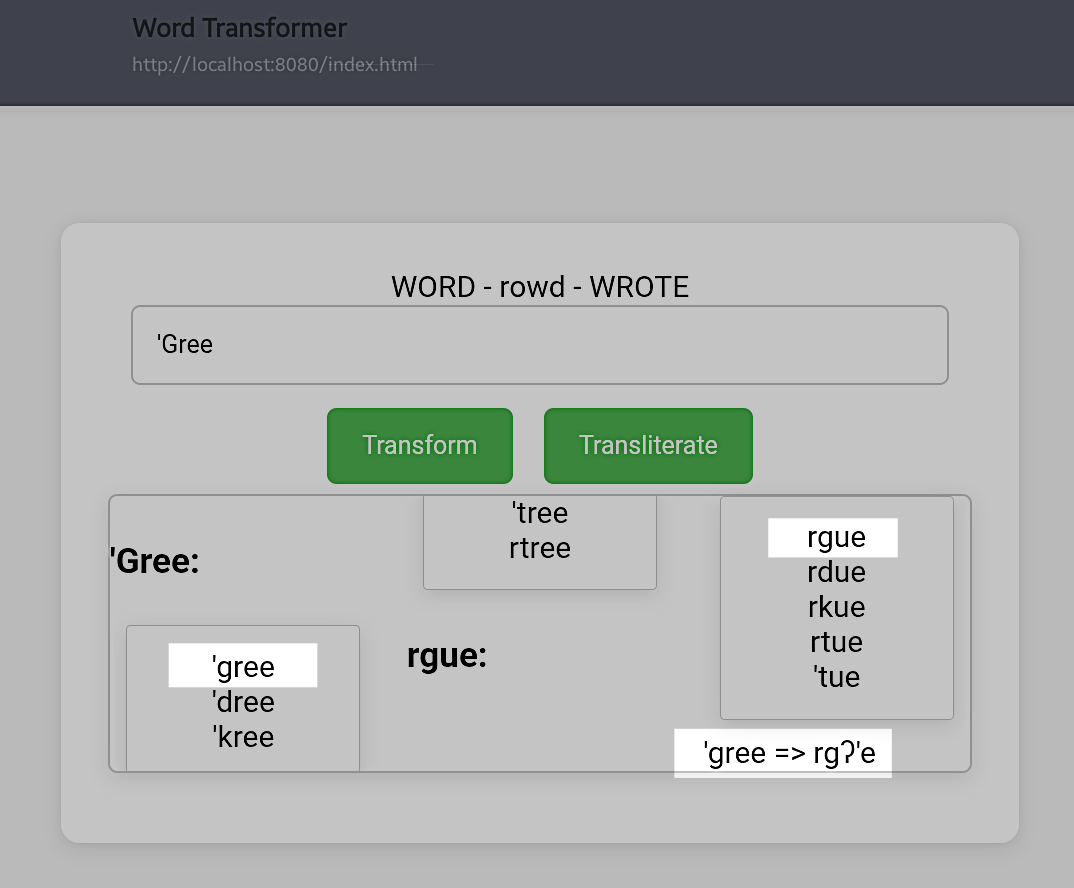 Word Transformer
http://localhost:8080/index.html
WORD - rowd - WROTE
'Gree
Transform
Transliterate
'Gree:
'gree
'dree
'kree
'tree
rtree
rgue:
rgue
rdue
rkue
rtue
'tue
'gree => rgʔ'e